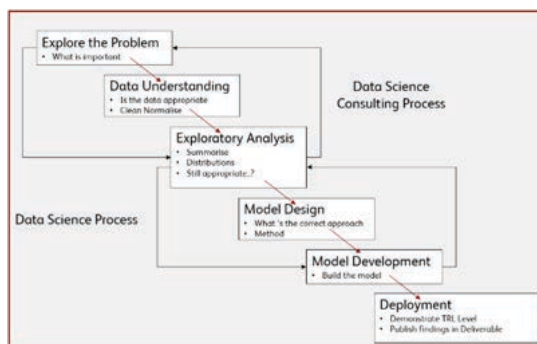 Explore the Problem
• What is important
Data Understanding
• Is the data appropriate
• Clean Normalise
Data Science
Consulting Process
Exploratory Analysis
• Summarise
• Distributions
• Still appropriate..?
Data Science Process
Model Design
• What 's the correct approach
• Method
Model Development
• Build the model
Deployment
• Demonstrate TRL Level
• Publish findings in Deliverable